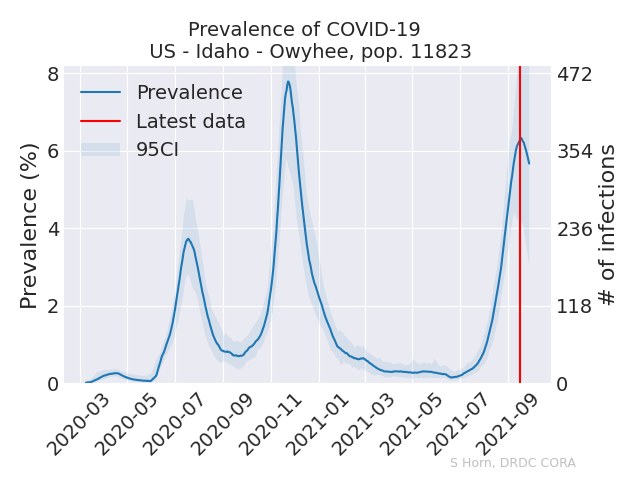 Prevalence of COVID-19
US - Idaho - Owyhee, pop. 11823
Prevalence
Latest data
95CI
Prevalence (%)
8
6
4
2
0
472
354
236
118
0
# of infections
2020-03
2020-05
2020-07
2020-09
2020-11
2021-01
2021-03
2021-05
2021-07
2021-09
S Horn, DRDC CORA